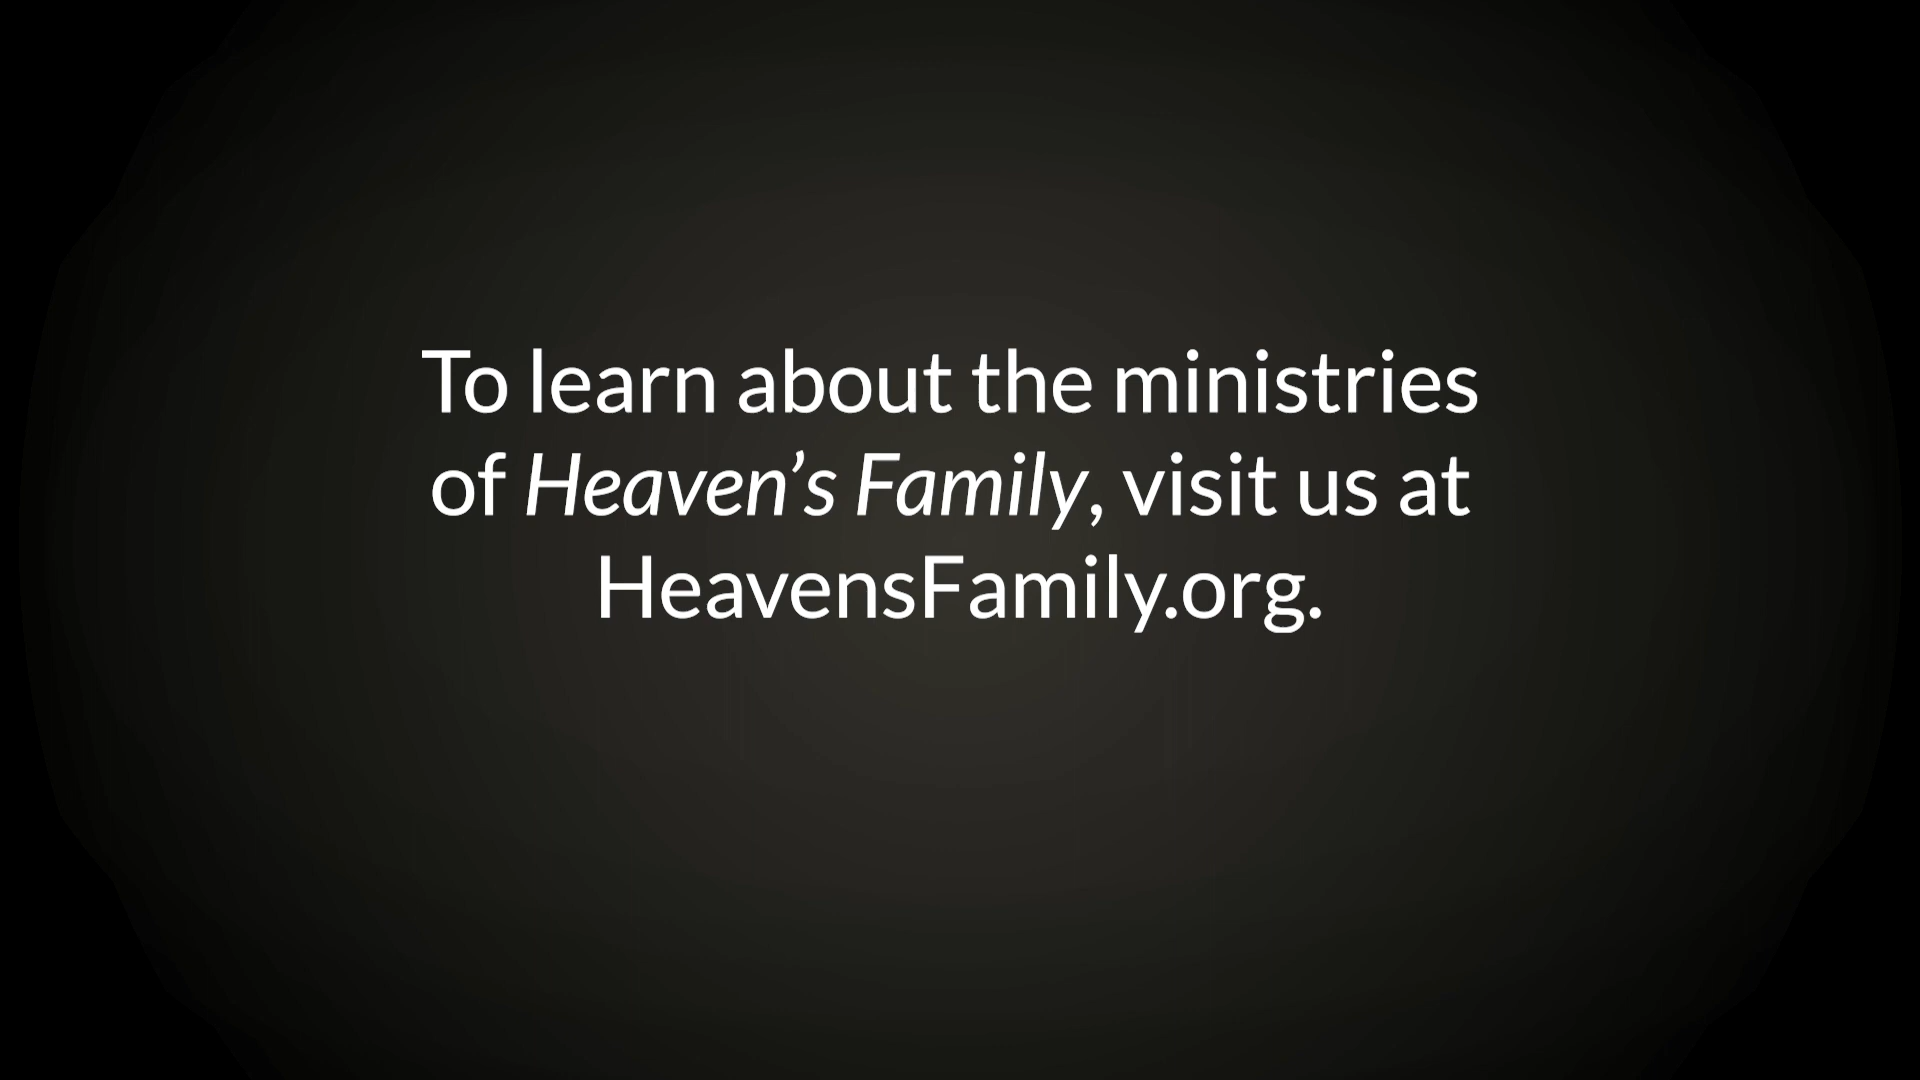 To learn about the ministries
of Heaven’s Family, visit us at
HeavensFamily.org.